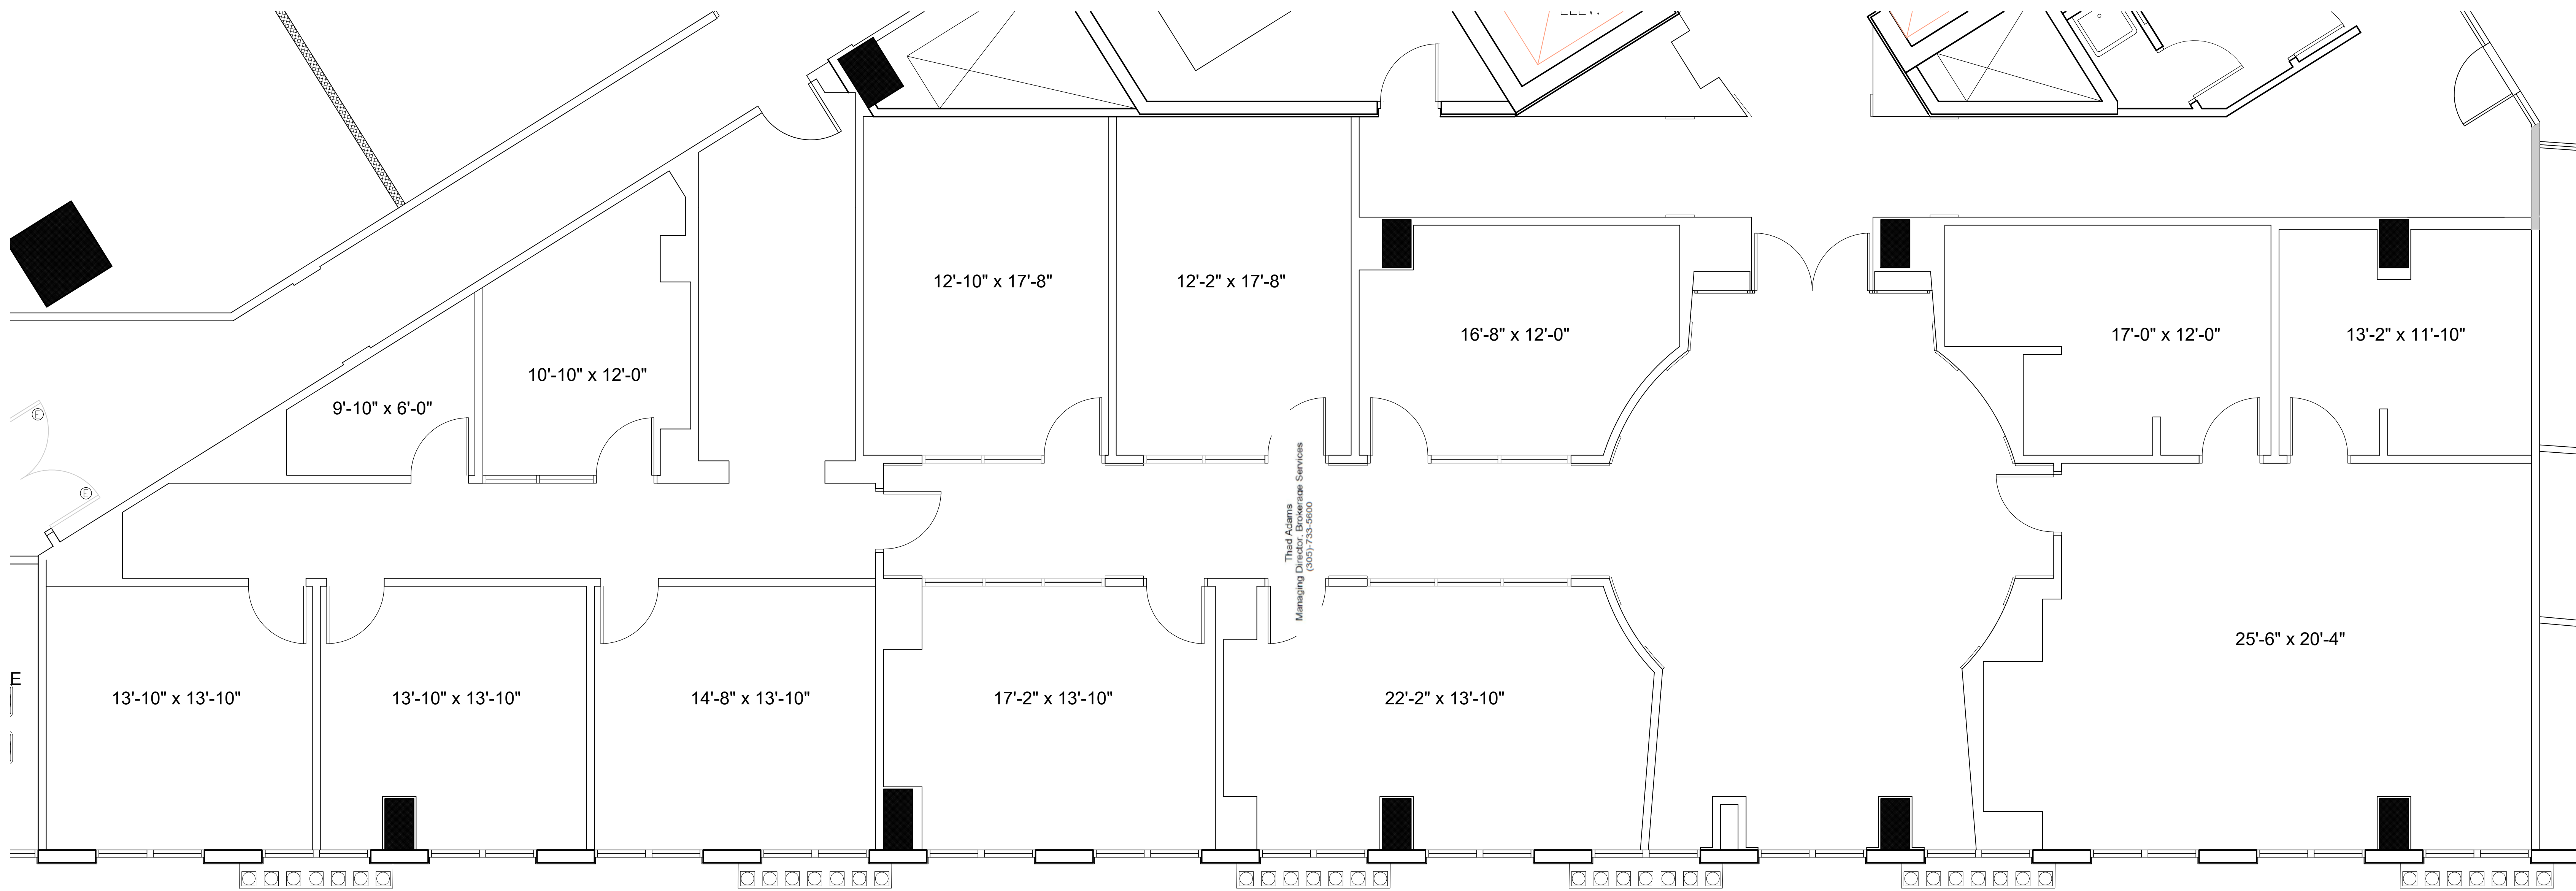 ELEV.
12'-10" x 17'-8"
12'-2" x 17'-8"
16'-8" x 12'-0"
17'-0" x 12'-0"
13'-2" x 11'-10"
10'-10" x 12'-0"
9'-10" x 6'-0"
E
E
Thad Adams
Managing Director, Brokerage Services
(305)-733-5600
25'-6" x 20'-4"
E
13'-10" x 13'-10"
13'-10" x 13'-10"
14'-8" x 13'-10"
17'-2" x 13'-10"
22'-2" x 13'-10"